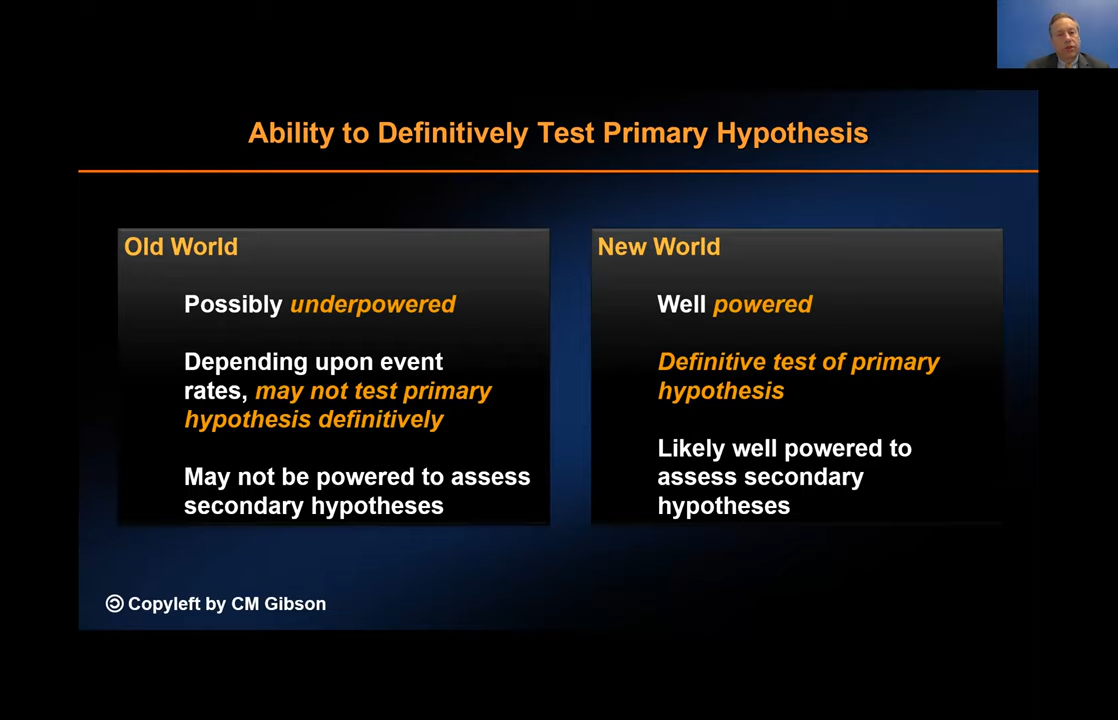 Ability to Definitively Test Primary Hypothesis
Old World
Possibly underpowered
Depending upon event
rates, may not test primary
hypothesis definitively
May not be powered to assess
secondary hypotheses
New World
Well powered
Definitive test of primary
hypothesis
Likely well powered to
assess secondary
hypotheses
Copyleft by CM Gibson